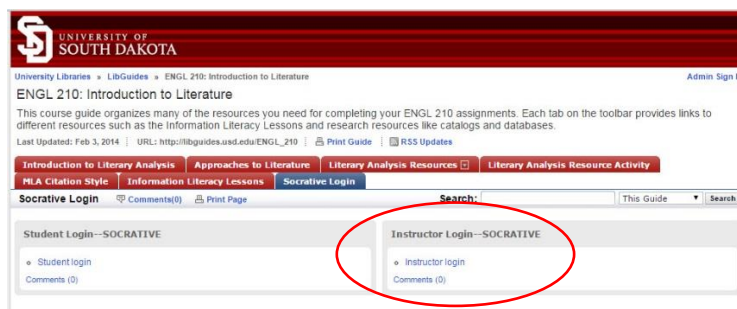 UNIVERSITY OF
SOUTH DAKOTA
University Libraries » LibGuides » ENGL 210: Introduction to Literature
Admin Sign
ENGL 210: Introduction to Literature
This course guide organizes many of the resources you need for completing your ENGL 210 assignments. Each tab on the toolbar provides links to
different resources such as the Information Literacy Lessons and research resources like catalogs and databases.
Last Updated: Feb 3, 2014 URL: http://libguides.usd.edu/ENGL_210 Print Guide RSS Updates
Introduction to Literary Analysis Approaches to Literature Literary Analysis Resources Literary Analysis Resource Activity
MLA Citation Style Information Literacy Lessons Socrative Login
Socrative Login Comments(0) Print Page Search: This Guide Search
Student Login--SOCRATIVE
Student login
Comments (0)
Instructor Login--SOCRATIVE
Instructor login
Comments (0)